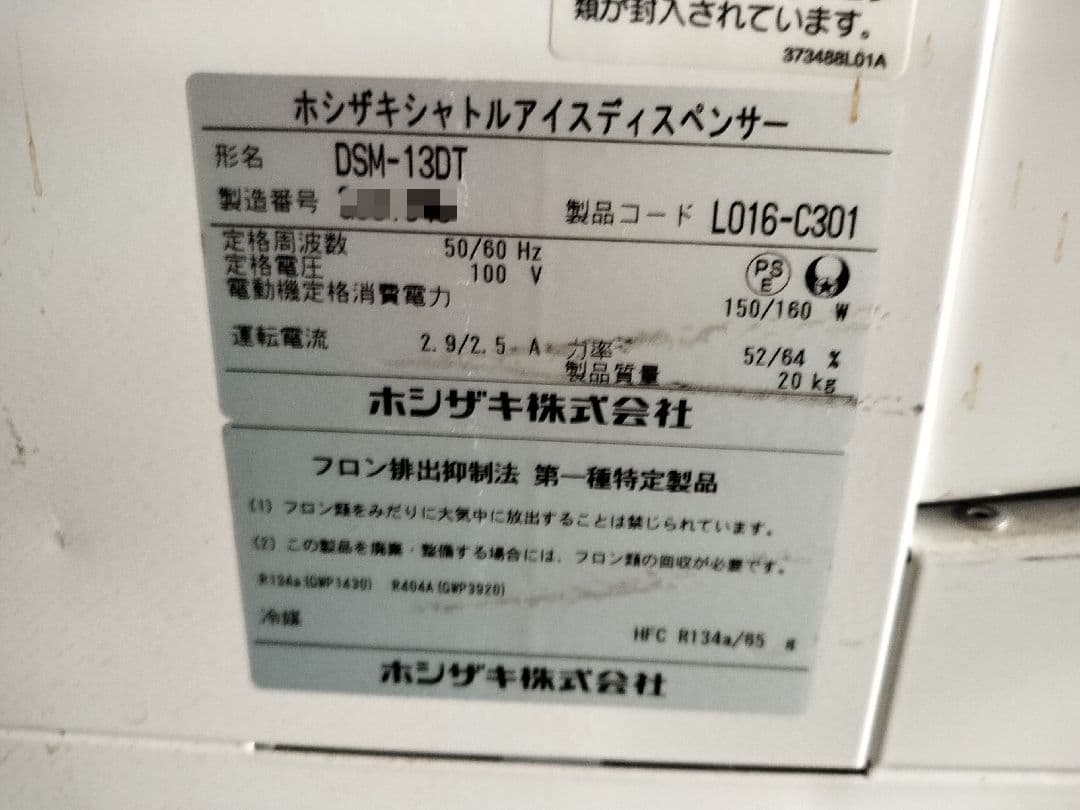 類が封入されています。
373488L01A
ホシザキシャトルアイスディスペンサー
形名 DSM-13DT
製造番号
製品コード L016-C301
定格周波数 50/60 Hz
定格電圧 100 V
PSE
電動機定格消費電力 150/160 W
運転電流 2.9/2.5 A 力率 52/64 %
製品質量 20 kg
ホシザキ株式会社
フロン排出抑制法 第一種特定製品
(1) フロン類をみだりに大気中に放出することは禁じられています。
(2) この製品を廃棄・整備する場合には、フロン類の回収が必要です。
R134a(GWP1430) R404A(GWP3920)
冷媒 HFC R134a/65 g
ホシザキ株式会社